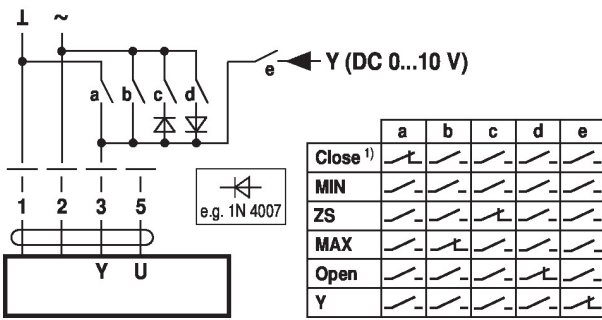 ⊥ ~
e Y (DC 0...10 V)
a b c d
1 2 3 5
e.g. 1N 4007
Y U
a b c d e
Close 1)
MIN
ZS
MAX
Open
Y